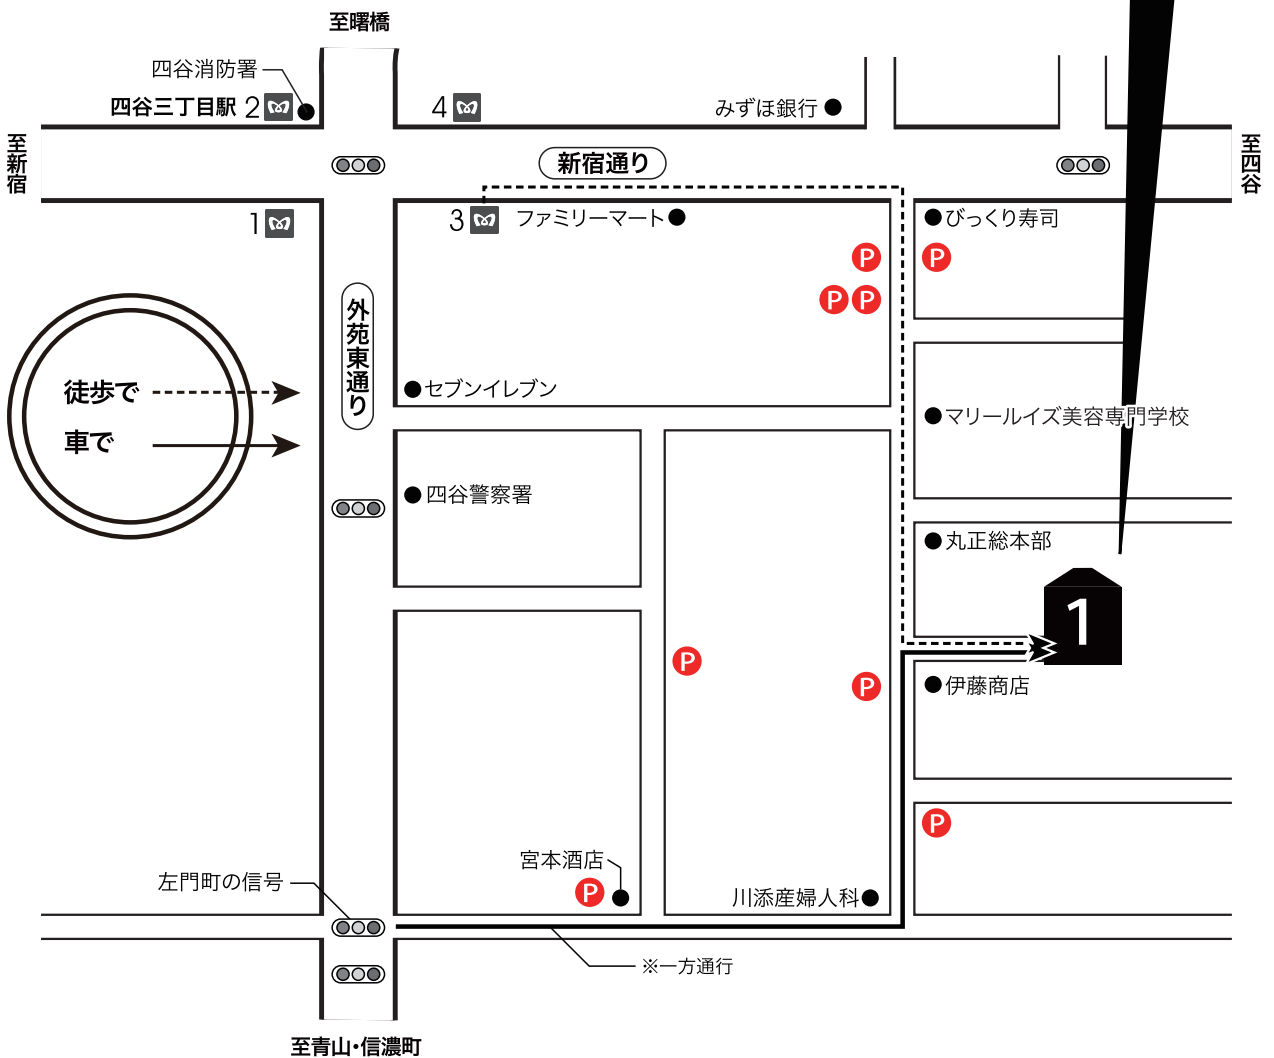 至曙橋
四谷消防署
四谷三丁目駅 2
4
みずほ銀行
至新宿
新宿通り
至四谷
1
3
ファミリーマート
びっくり寿司
P
P
P P
外苑東通り
徒歩で
車で
セブンイレブン
マリールイズ美容専門学校
四谷警察署
丸正総本部
1
P
P
伊藤商店
P
宮本酒店
P
左門町の信号
川添産婦人科
※一方通行
至青山・信濃町